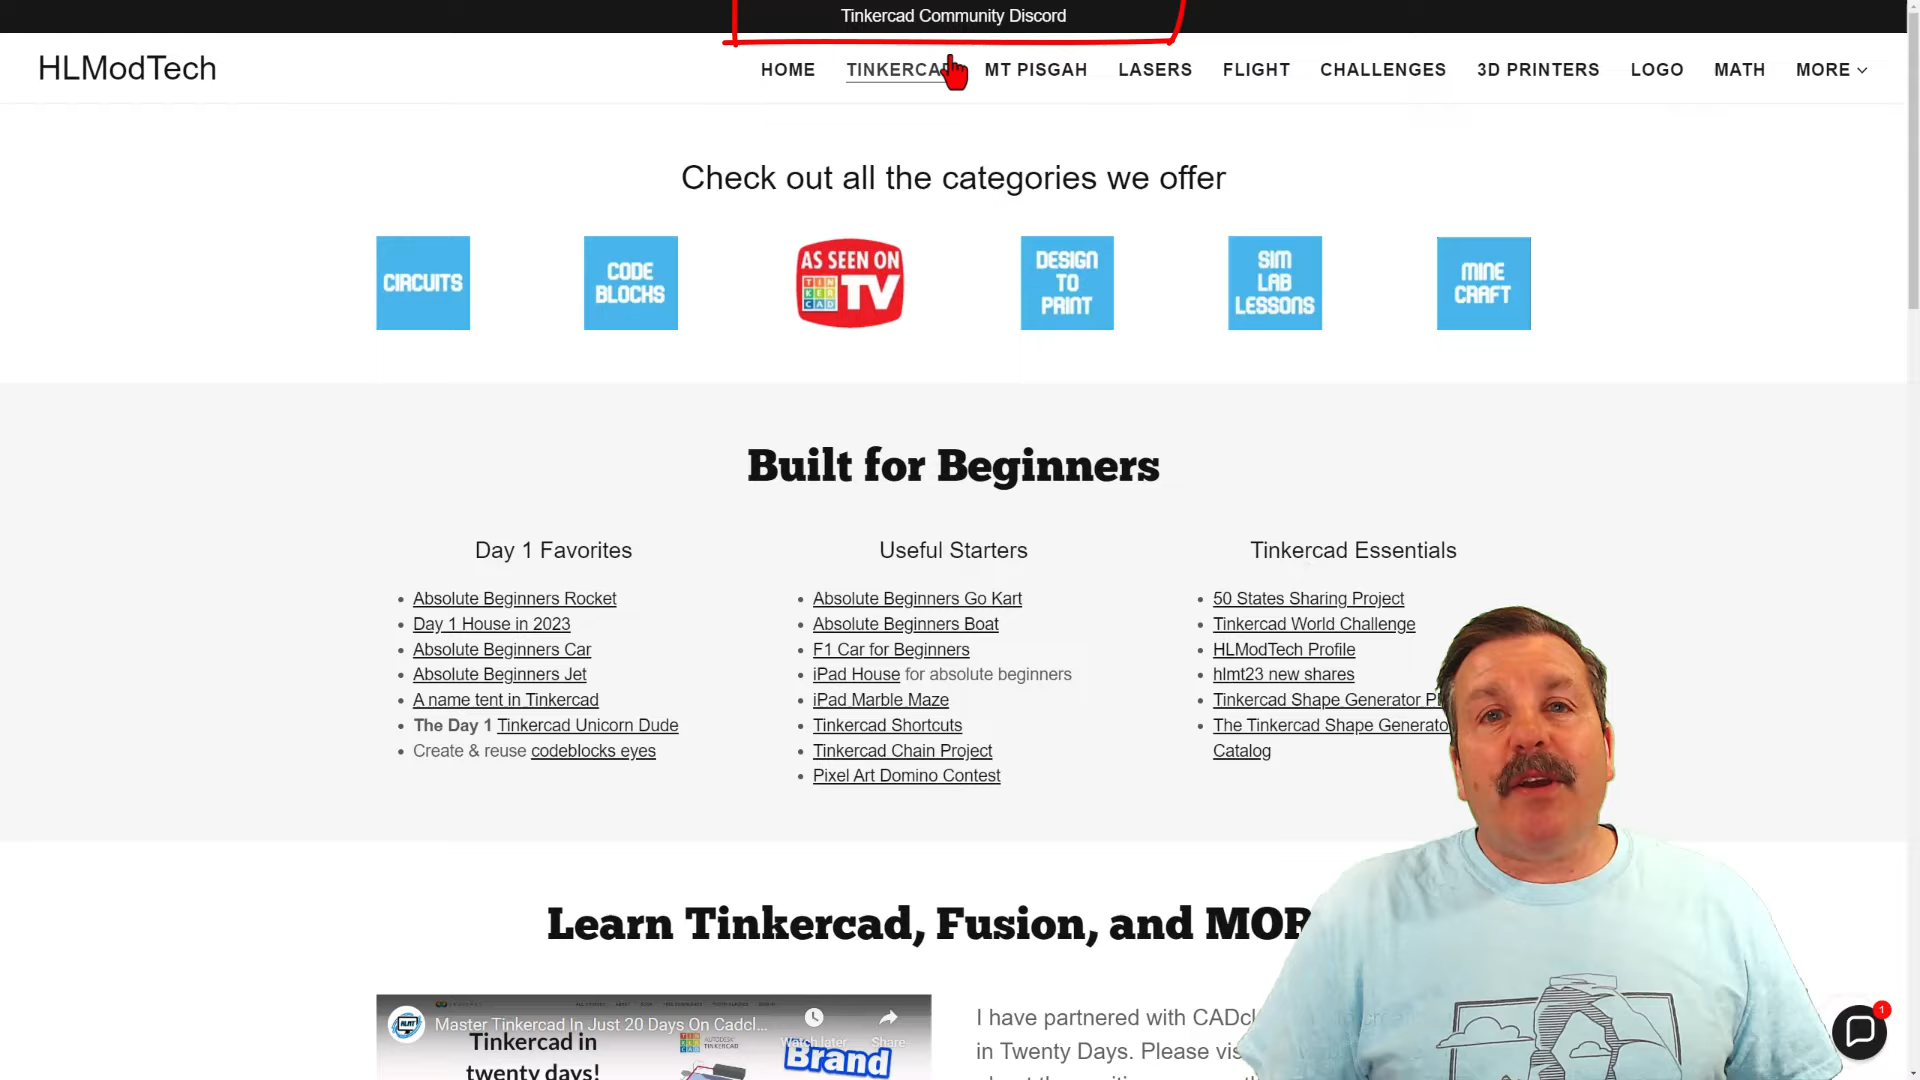 Tinkercad Community Discord
HLModTech
HOME TINKERCAD MT PISGAH LASERS FLIGHT CHALLENGES 3D PRINTERS LOGO MATH MORE
Check out all the categories we offer
CIRCUITS
CODE
BLOCKS
AS SEEN ON
TIN
KER
CAD
TV
DESIGN
TO
PRINT
SIM
LAB
LESSONS
MINE
CRAFT
Built for Beginners
Day 1 Favorites
Absolute Beginners Rocket
Day 1 House in 2023
Absolute Beginners Car
Absolute Beginners Jet
A name tent in Tinkercad
The Day 1 Tinkercad Unicorn Dude
Create & reuse codeblocks eyes
Useful Starters
Absolute Beginners Go Kart
Absolute Beginners Boat
F1 Car for Beginners
iPad House for absolute beginners
iPad Marble Maze
Tinkercad Shortcuts
Tinkercad Chain Project
Pixel Art Domino Contest
Tinkercad Essentials
50 States Sharing Project
Tinkercad World Challenge
HLModTech Profile
hlmt23 new shares
Tinkercad Shape Generator
The Tinkercad Shape Generato
Catalog
Learn Tinkercad, Fusion, and MOR
HLMT
Master Tinkercad In Just 20 Days On Cadcl...
Watch later
Share
Tinkercad in
twenty days!
AUTODESK
TINKERCAD
Brand
I have partnered with CADcl
in Twenty Days. Please vis
1